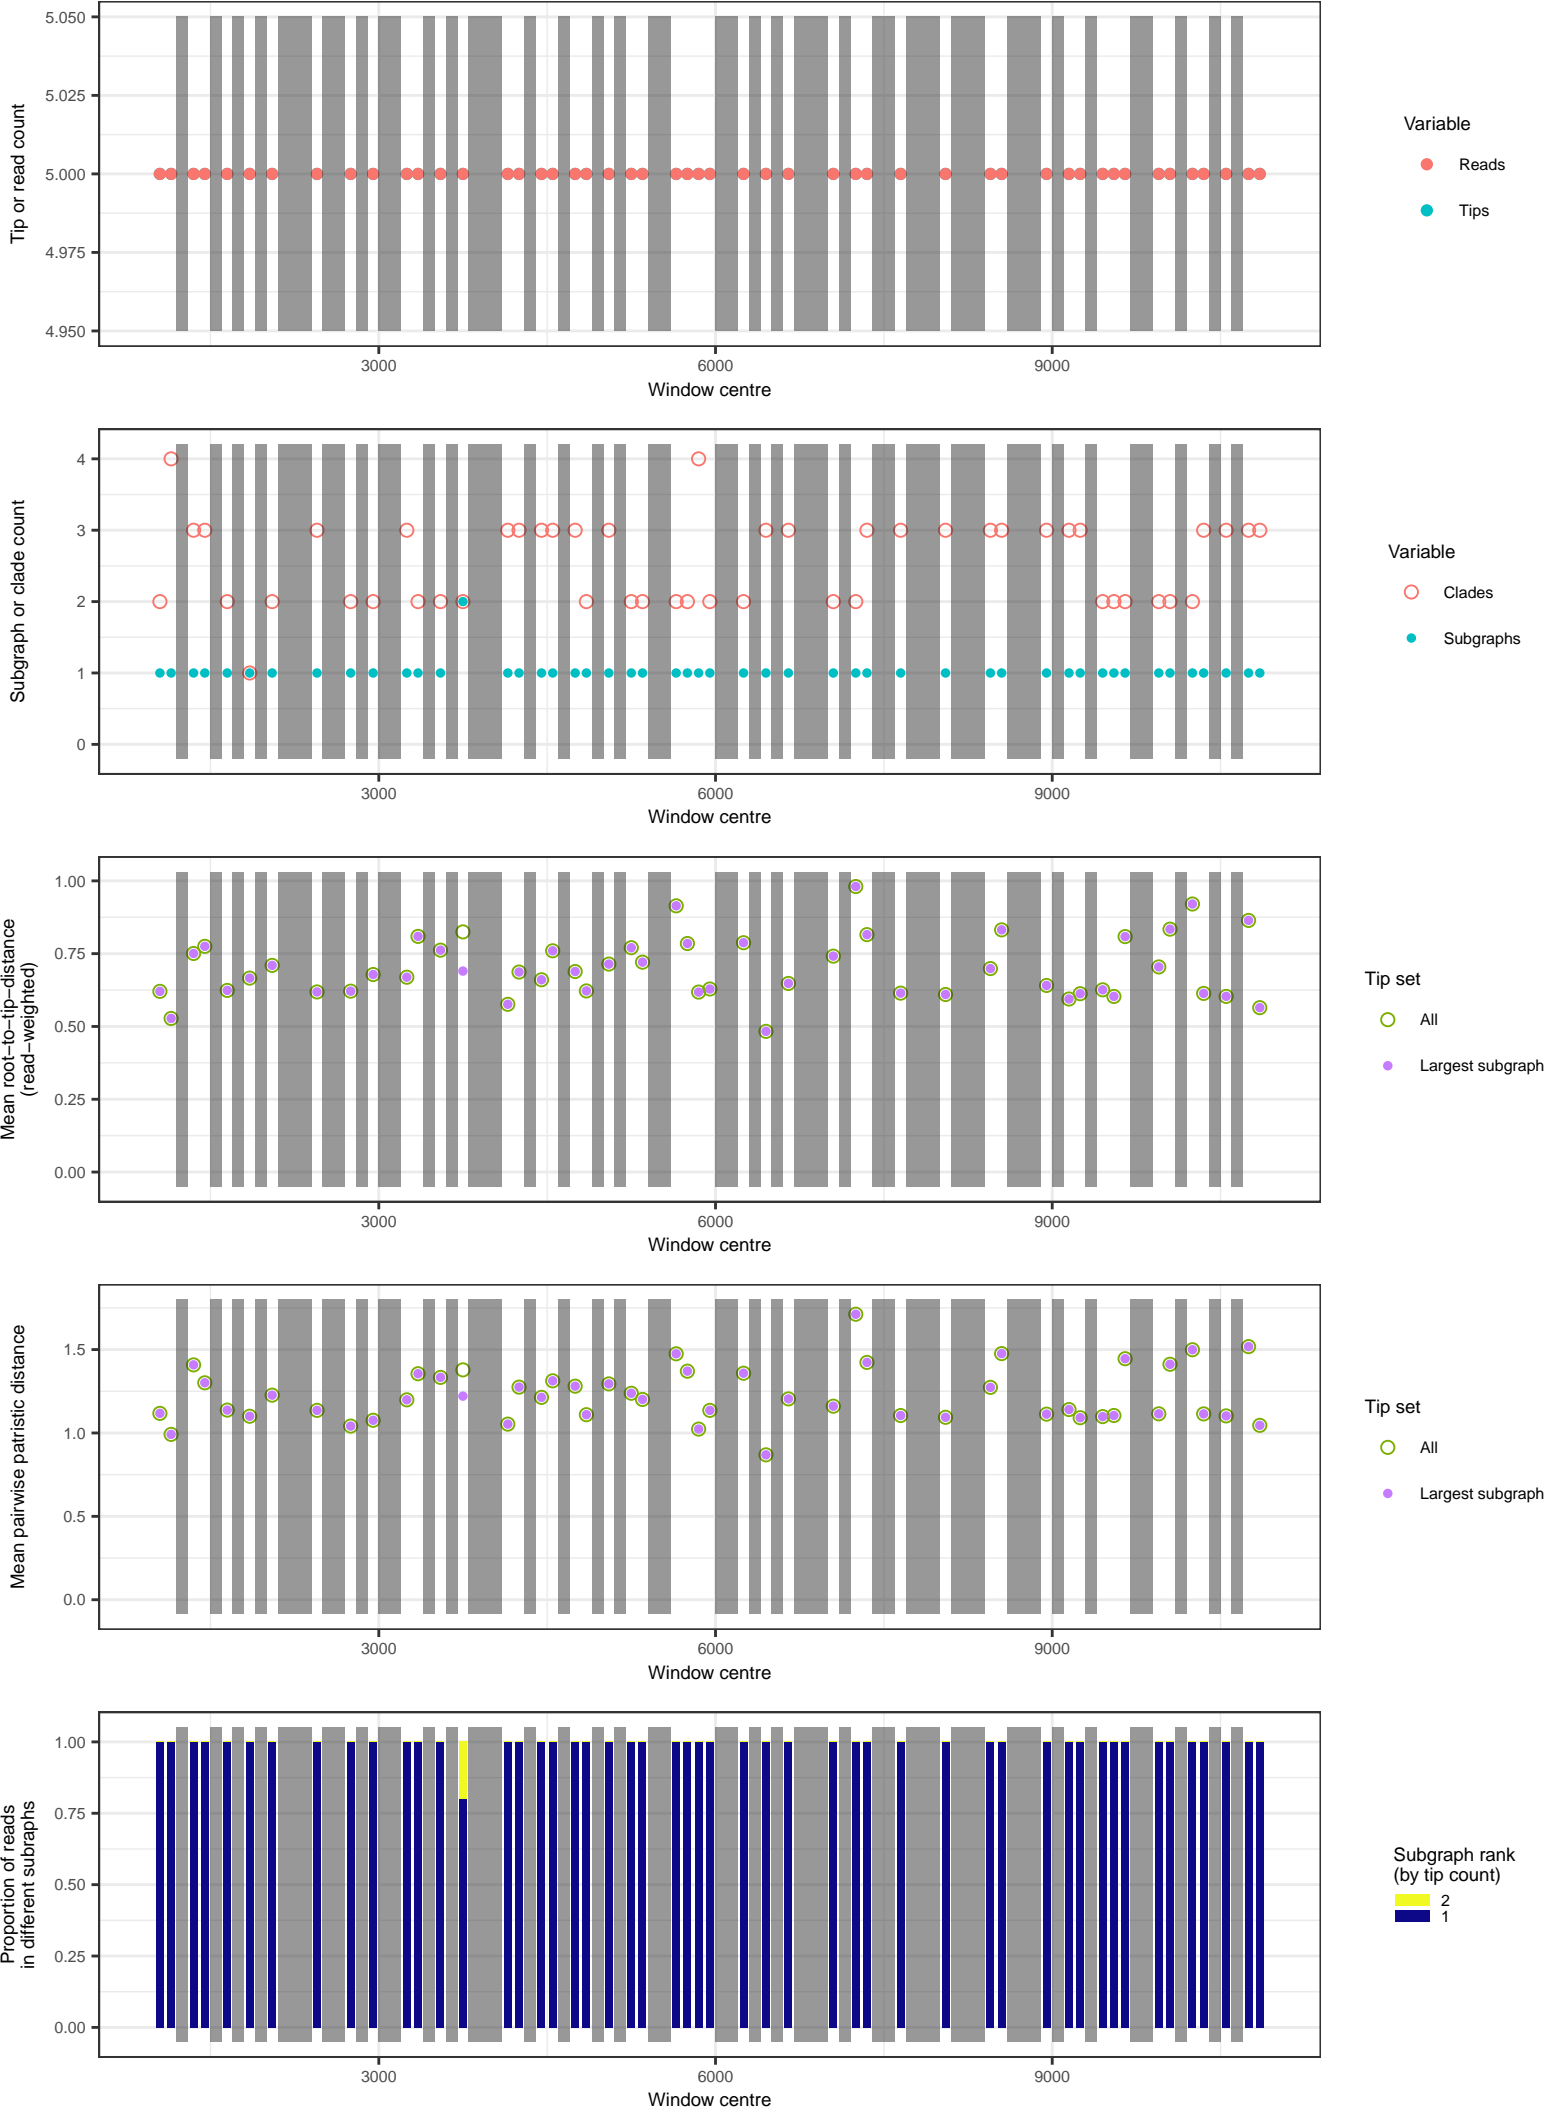 5.050
5.025
5.000
4.975
4.950
Tip or read count
3000
6000
9000
Window centre
Variable
Reads
Tips
4
3
2
1
0
Subgraph or clade count
3000
6000
9000
Window centre
Variable
Clades
Subgraphs
1.00
0.75
0.50
0.25
0.00
Mean root−to−tip−distance
(read−weighted)
3000
6000
9000
Window centre
Tip set
All
Largest subgraph
1.5
1.0
0.5
0.0
Mean pairwise patristic distance
3000
6000
9000
Window centre
Tip set
All
Largest subgraph
1.00
0.75
0.50
0.25
0.00
Proportion of reads
in different subraphs
3000
6000
9000
Window centre
Subgraph rank
(by tip count)
2
1